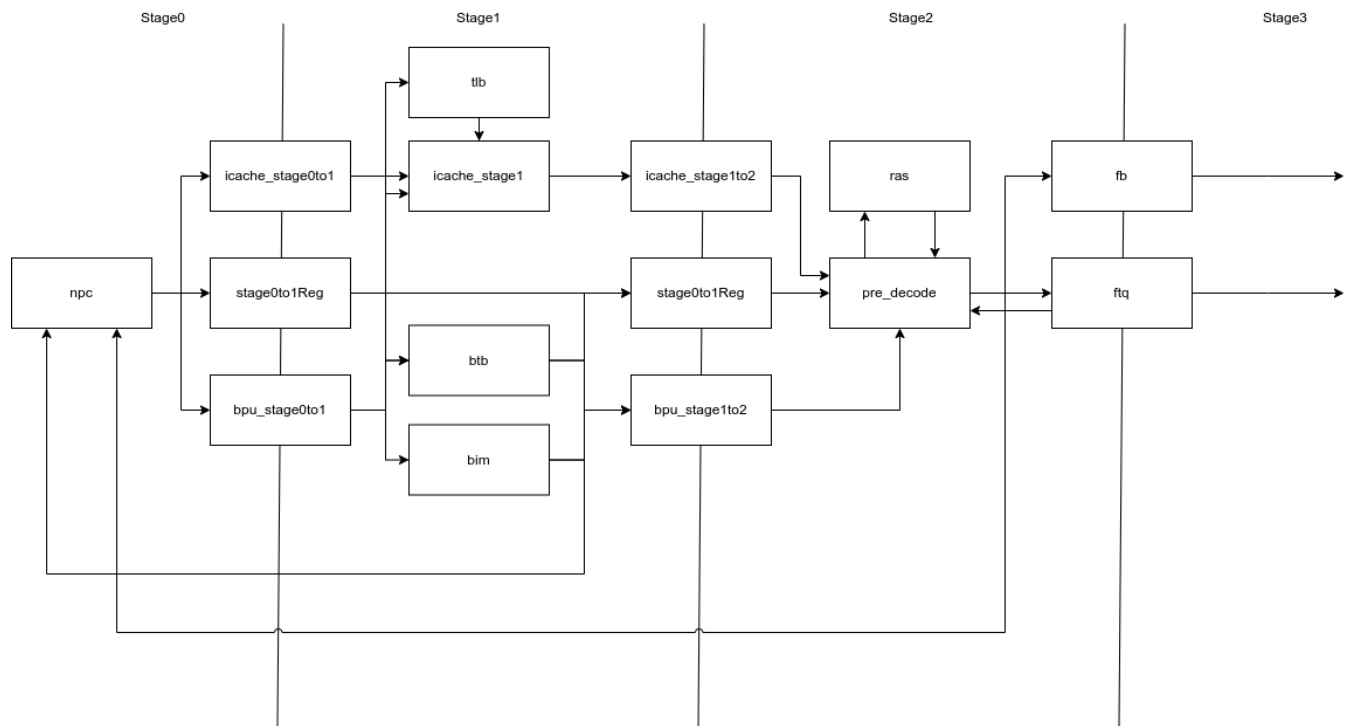 Stage0
Stage1
Stage2
Stage3
tlb
icache_stage0to1
icache_stage1
icache_stage1to2
ras
fb
npc
stage0to1Reg
stage0to1Reg
pre_decode
ftq
btb
bpu_stage0to1
bpu_stage1to2
bim